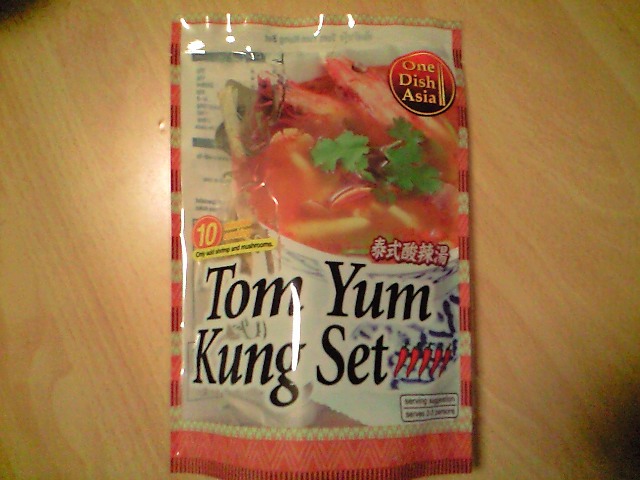 One
Dish
Asia
10
Only add shrimp and mushrooms.
泰式酸辣湯
Tom Yum
Kung Set
Serving suggestion
Serves 2-3 persons